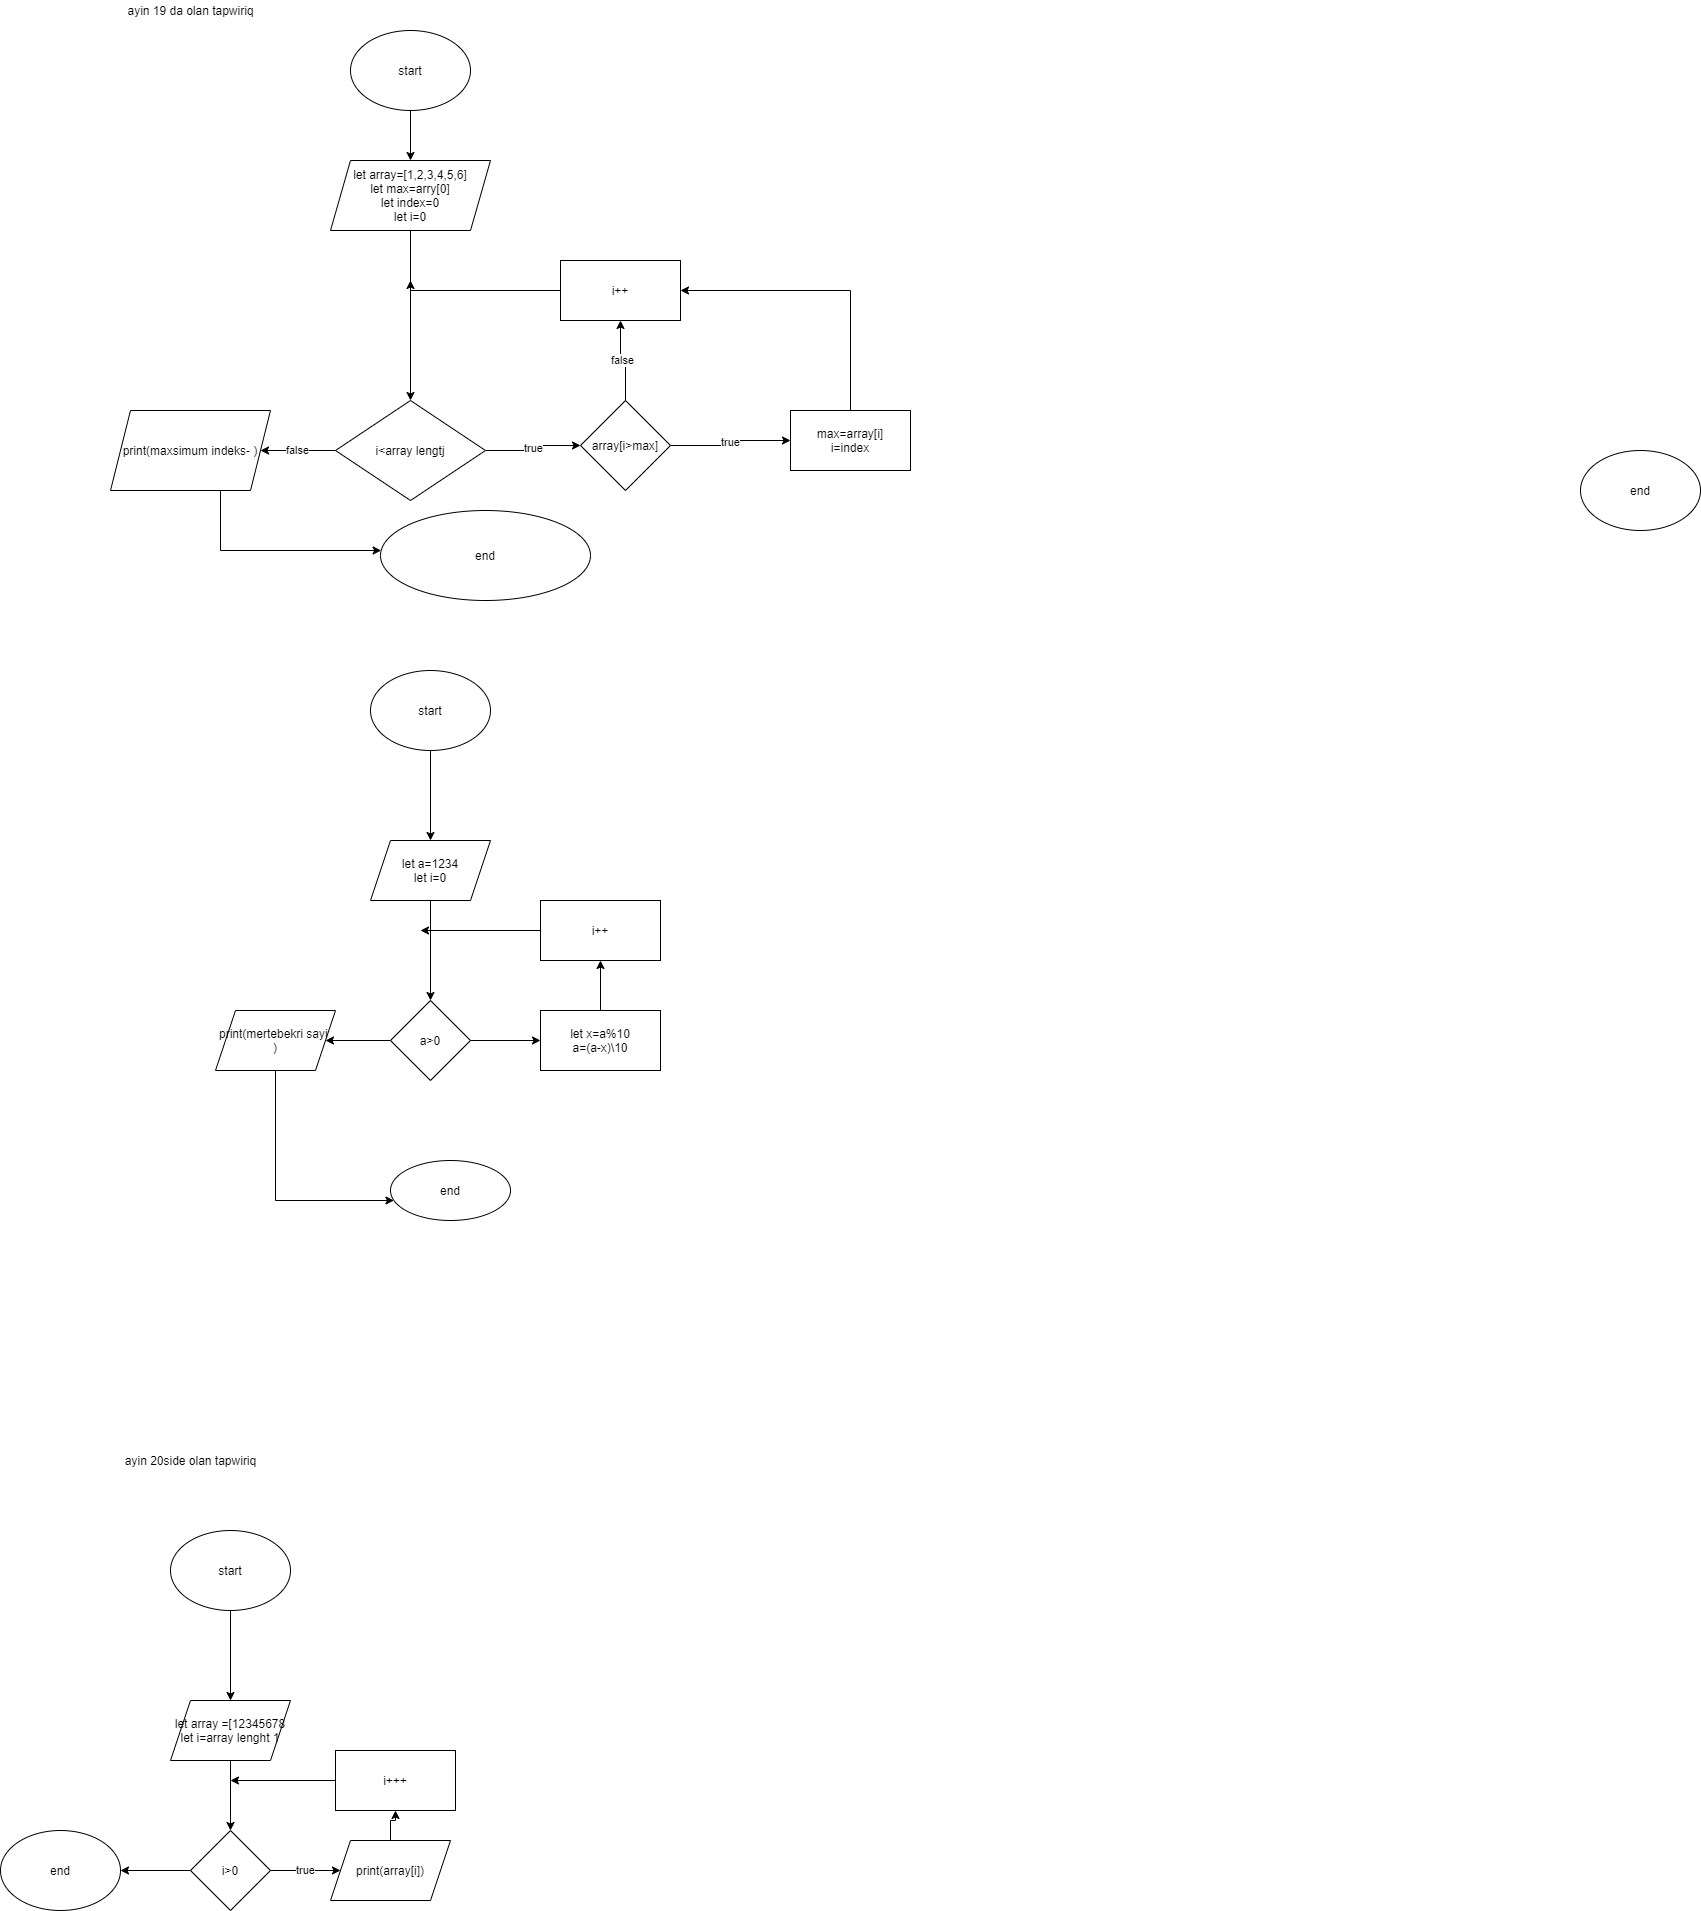 ayin 19 da olan tapwiriq
start
let array=[1,2,3,4,5,6]
let max=arry[0]
let index=0
let i=0
i++
false
print(maxsimum indeks- )
false
i<array lengtj
true
array[i>max]
true
max=array[i]
i=index
end
end
start
let a=1234
let i=0
i++
print(mertebekri sayi
)
a>0
let x=a%10
a=(a-x)\10
end
ayin 20side olan tapwiriq
start
let array =[12345678
let i=array lenght 1
i+++
end
i>0
true
print(array[i])